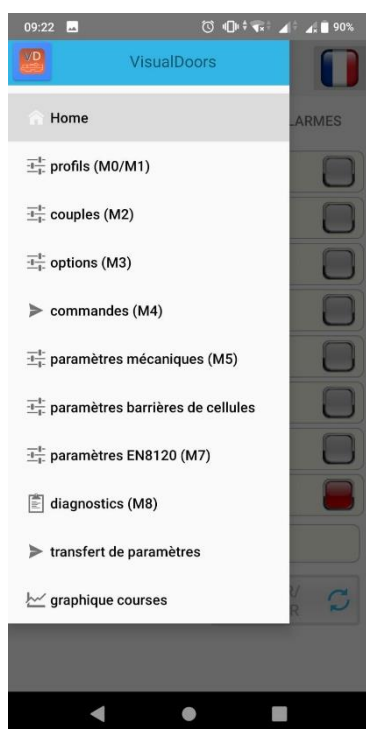 09:22
90%
VD
VisualDoors
Home
LARMES
profils (M0/M1)
couples (M2)
options (M3)
commandes (M4)
paramètres mécaniques (M5)
paramètres barrières de cellules
paramètres EN8120 (M7)
diagnostics (M8)
transfert de paramètres
graphique courses
R/
R